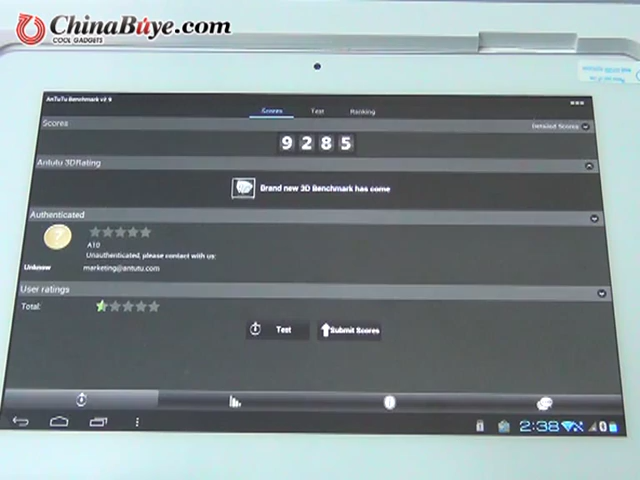 ChinaBuye.com
COOL GADGETS
AnTuTu Benchmark v2.9
Scores Test Ranking
Scores Detailed Scores
9285
Antutu 3DRating
Brand new 3D Benchmark has come
Authenticated
?
A10
Unauthenticated, please contact with us:
Unknow marketing@antutu.com
User ratings
Total:
Test Submit Scores
2:38 0